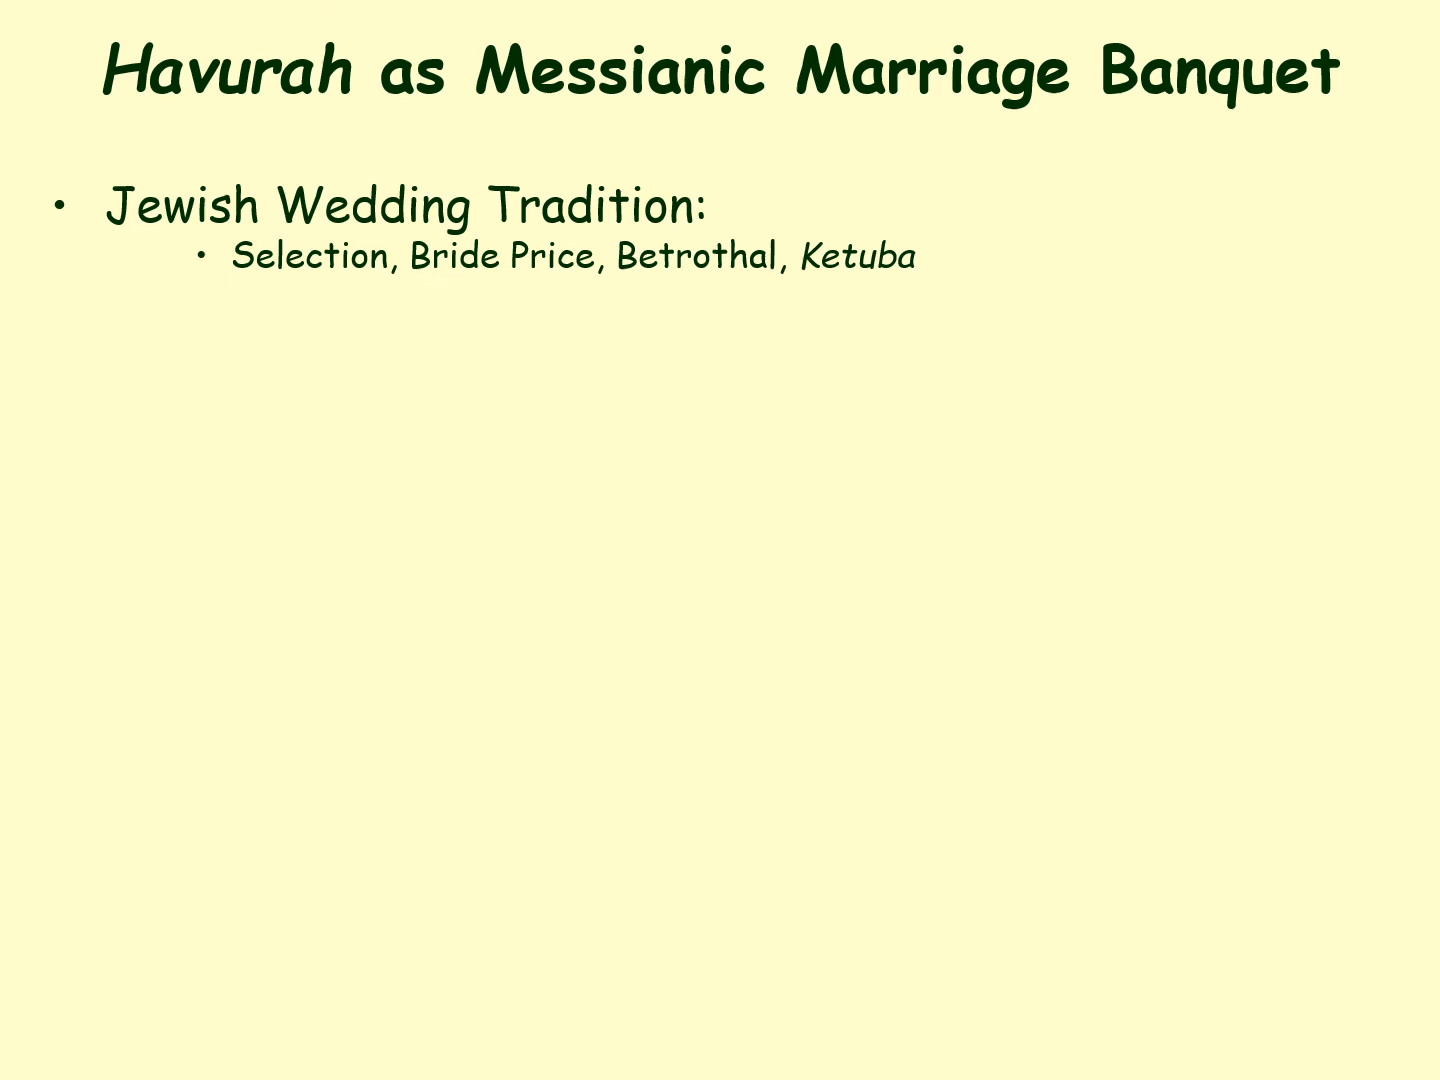 Havurah as Messianic Marriage Banquet
• Jewish Wedding Tradition:
• Selection, Bride Price, Betrothal, Ketuba